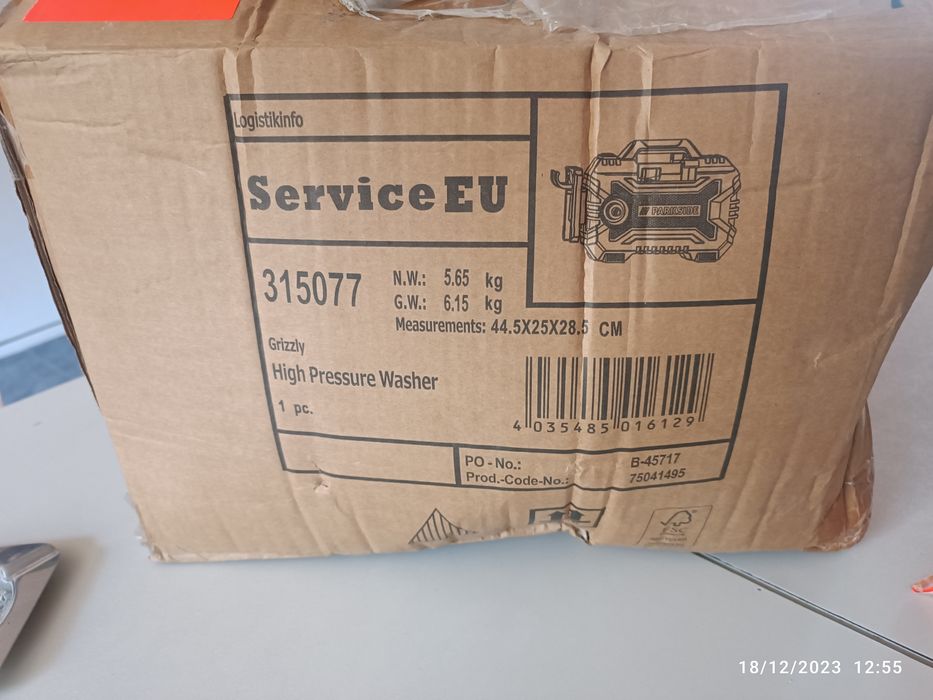 Logistikinfo
Service EU
PARKSIDE
315077
N.W.: 5.65 kg
G.W.: 6.15 kg
Measurements: 44.5X25X28.5 CM
Grizzly
High Pressure Washer
1 pc.
4 035485 016129
PO - No.: B-45717
Prod.-Code-No.: 75041495
FSC
18/12/2023 12:55